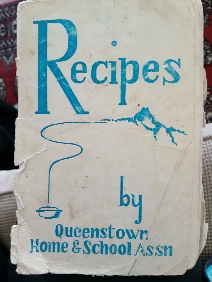 Recipes
by
Queenstown
Home & School Assn